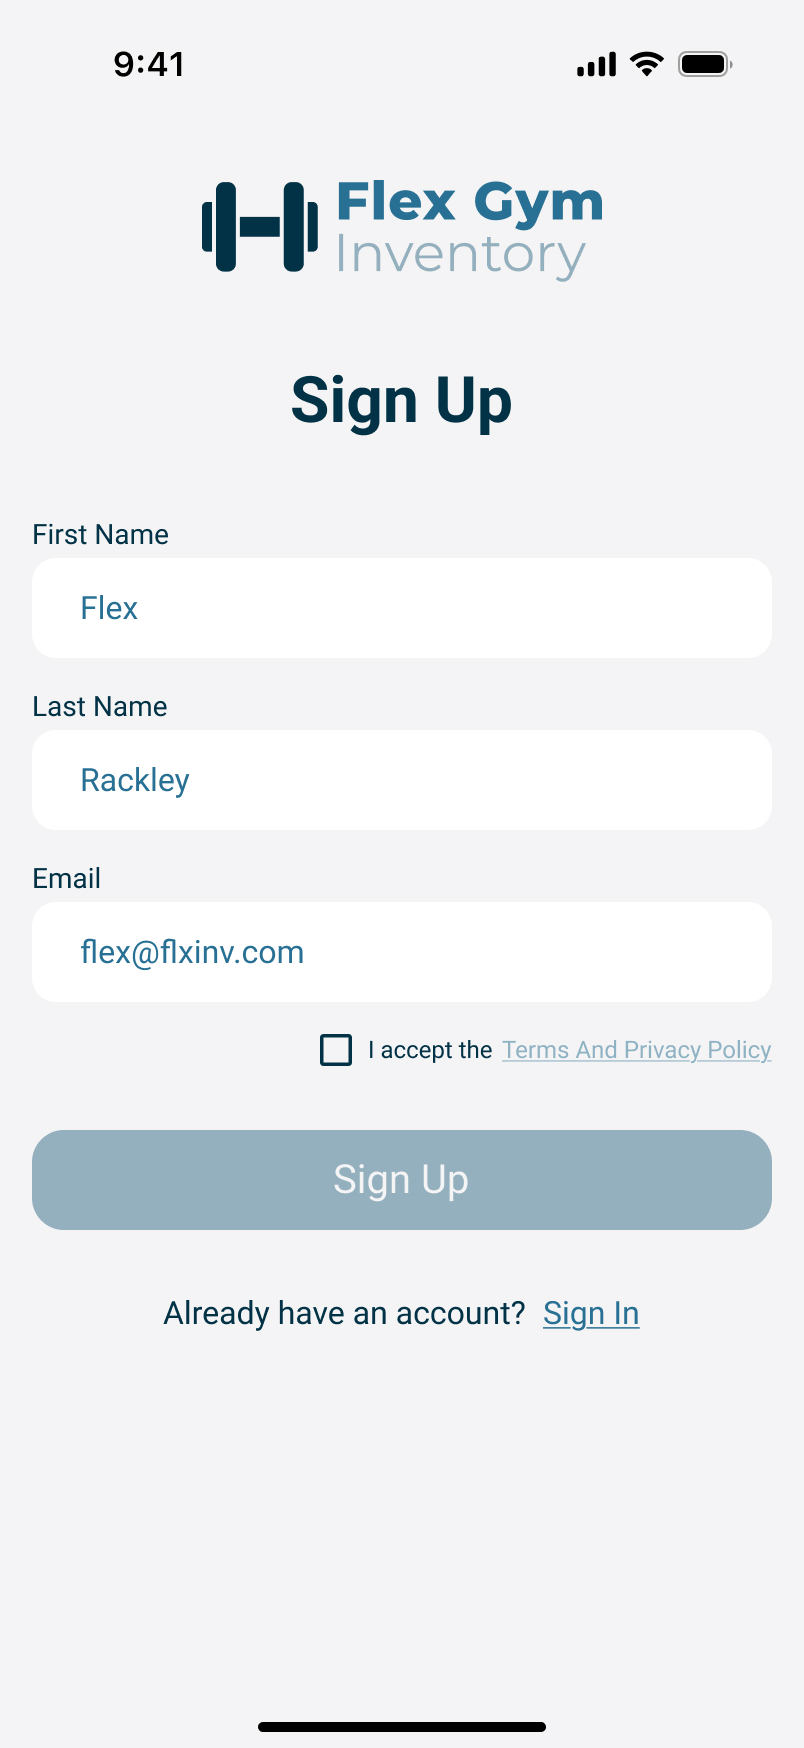 9:41
Flex Gym
Inventory
Sign Up
First Name
Flex
Last Name
Rackley
Email
flex@flxinv.com
I accept the Terms And Privacy Policy
Sign Up
Already have an account? Sign In